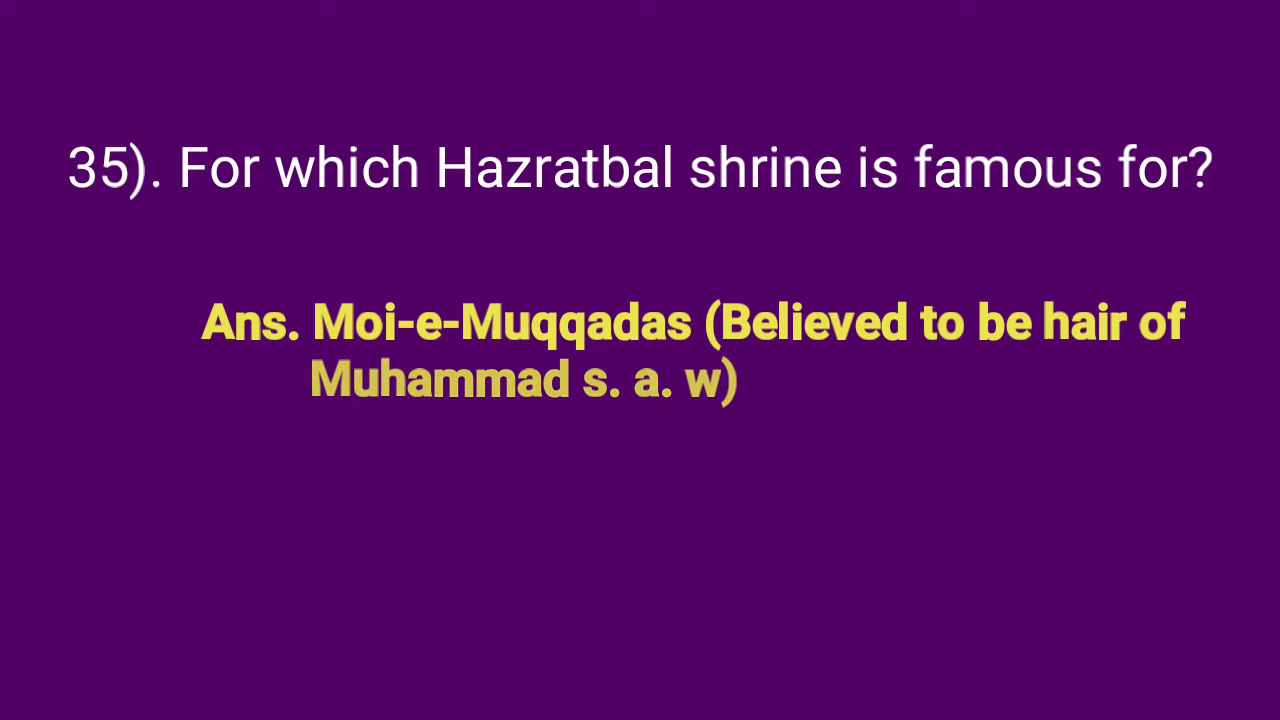 35). For which Hazratbal shrine is famous for?
Ans. Moi-e-Muqqadas (Believed to be hair of
Muhammad s. a. w)